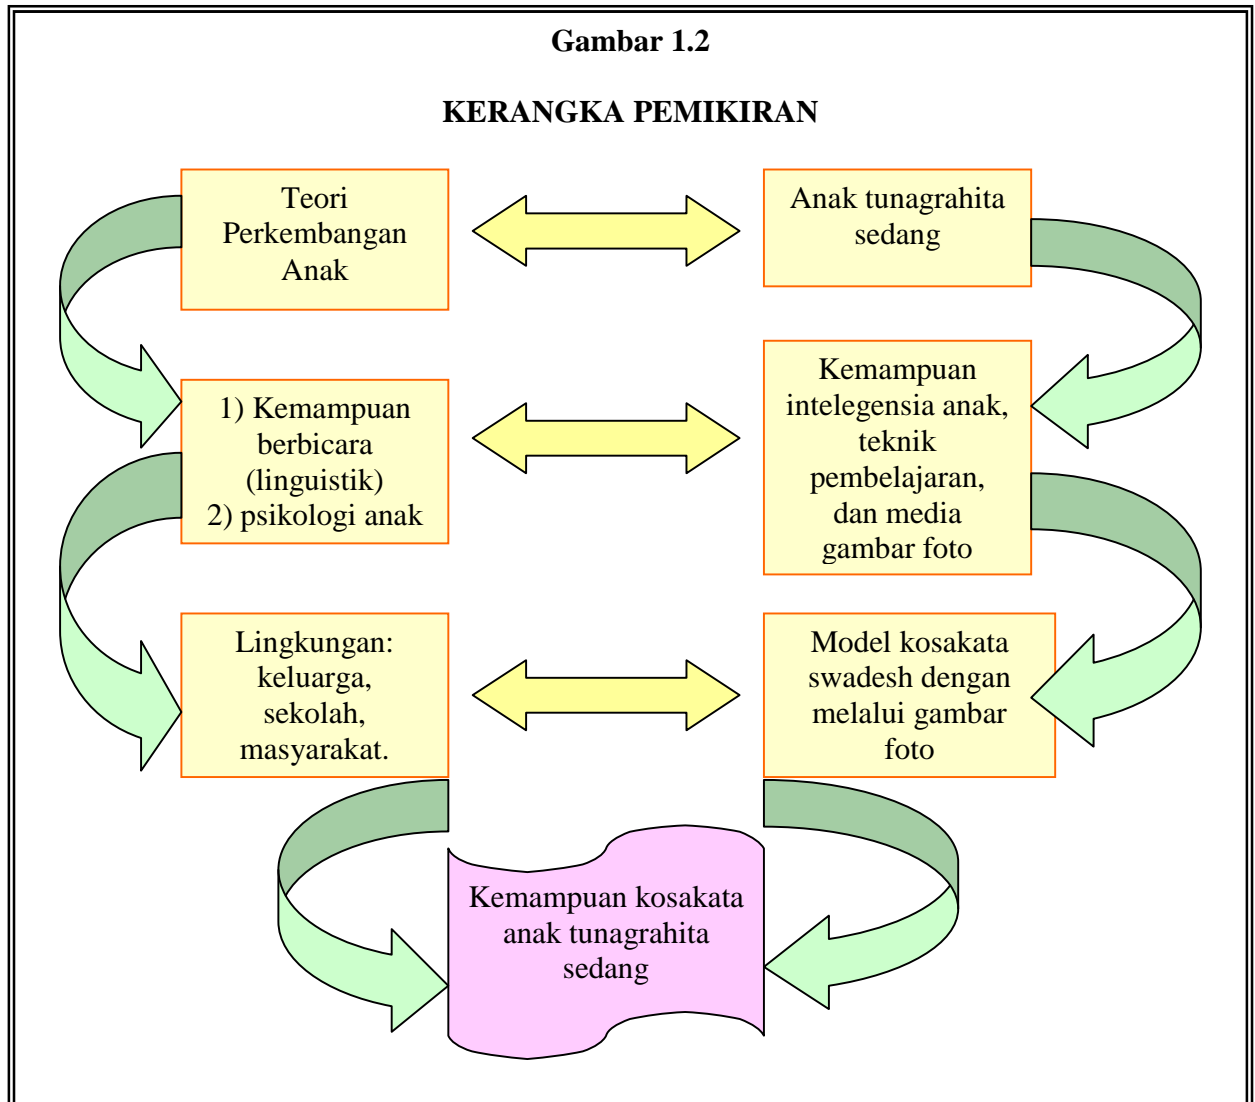 Gambar 1.2
KERANGKA PEMIKIRAN
Teori
Perkembangan
Anak
Anak tunagrahita
sedang
1) Kemampuan
berbicara
(linguistik)
2) psikologi anak
Kemampuan
intelegensia anak,
teknik
pembelajaran,
dan media
gambar foto
Lingkungan:
keluarga,
sekolah,
masyarakat.
Model kosakata
swadesh dengan
melalui gambar
foto
Kemampuan kosakata
anak tunagrahita
sedang